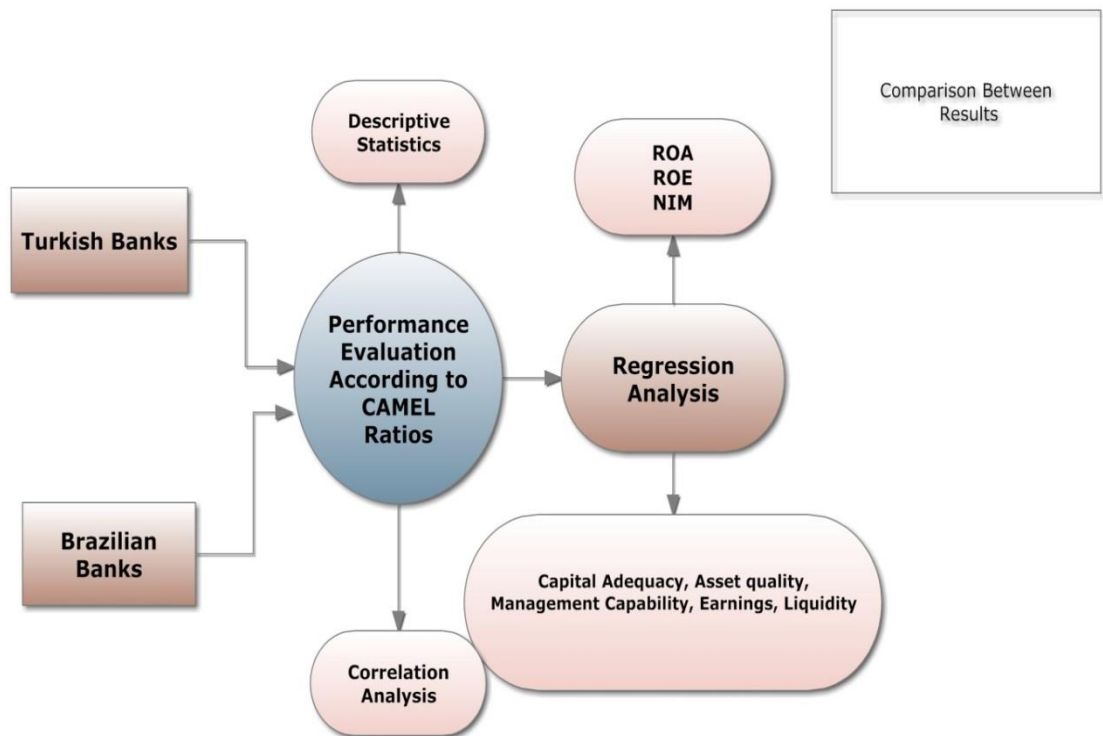 Comparison Between
Results
Descriptive
Statistics
ROA
ROE
NIM
Turkish Banks
Performance
Evaluation
According to
CAMEL
Ratios
Regression
Analysis
Brazilian
Banks
Capital Adequacy, Asset quality,
Management Capability, Earnings, Liquidity
Correlation
Analysis